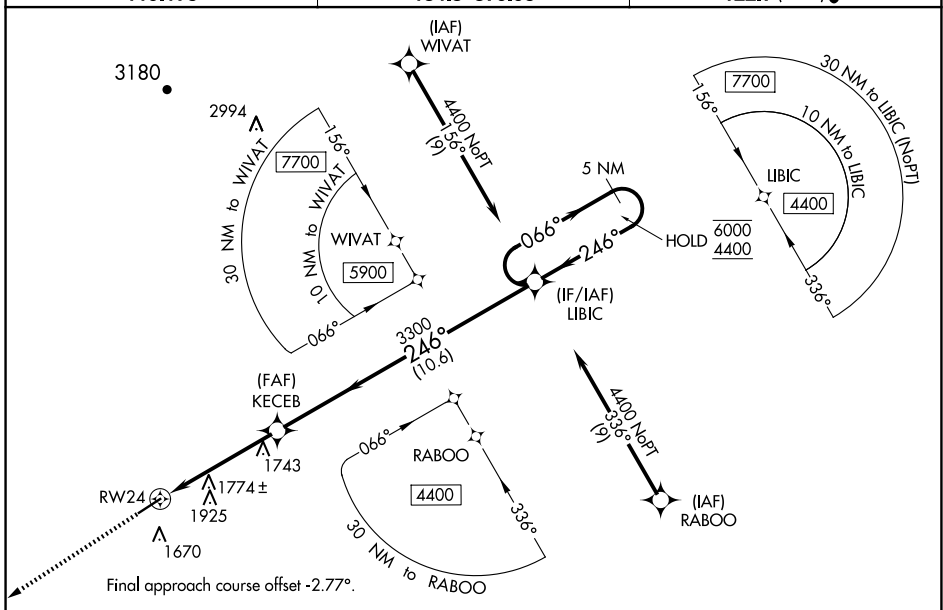 (IAF)
WIVAT
3180
2994
4400 NoPT
156°
(9)
30 NM to WIVAT
156°
7700
10 NM to WIVAT
WIVAT
5900
066°
5 NM
066°
246°
HOLD
6000
4400
(IF/IAF)
LIBIC
30 NM to LIBIC (NoPT)
7700
156°
10 NM to LIBIC
LIBIC
4400
336°
3300
246°
(10.6)
(FAF)
KECEB
1743
1774±
1925
RW24
1670
066°
RABOO
4400
336°
30 NM to RABOO
4400 NoPT
336°
(9)
(IAF)
RABOO
Final approach course offset -2.77°.